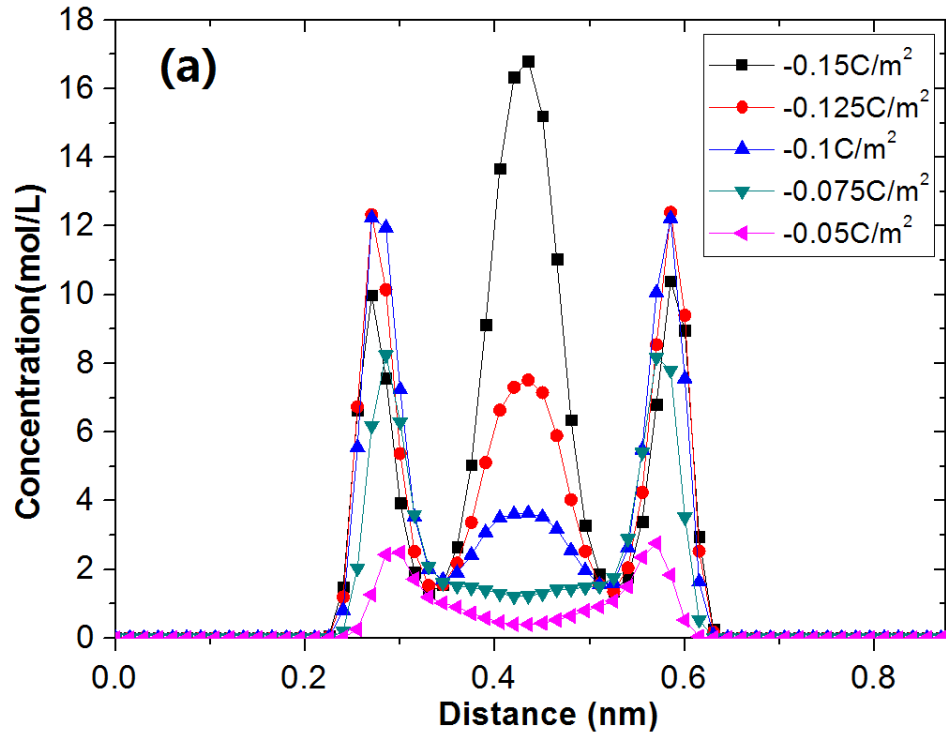 (a)
-0.15C/m²
-0.125C/m²
-0.1C/m²
-0.075C/m²
-0.05C/m²
Concentration(mol/L)
18
16
14
12
10
8
6
4
2
0
0.0 0.2 0.4 0.6 0.8
Distance (nm)